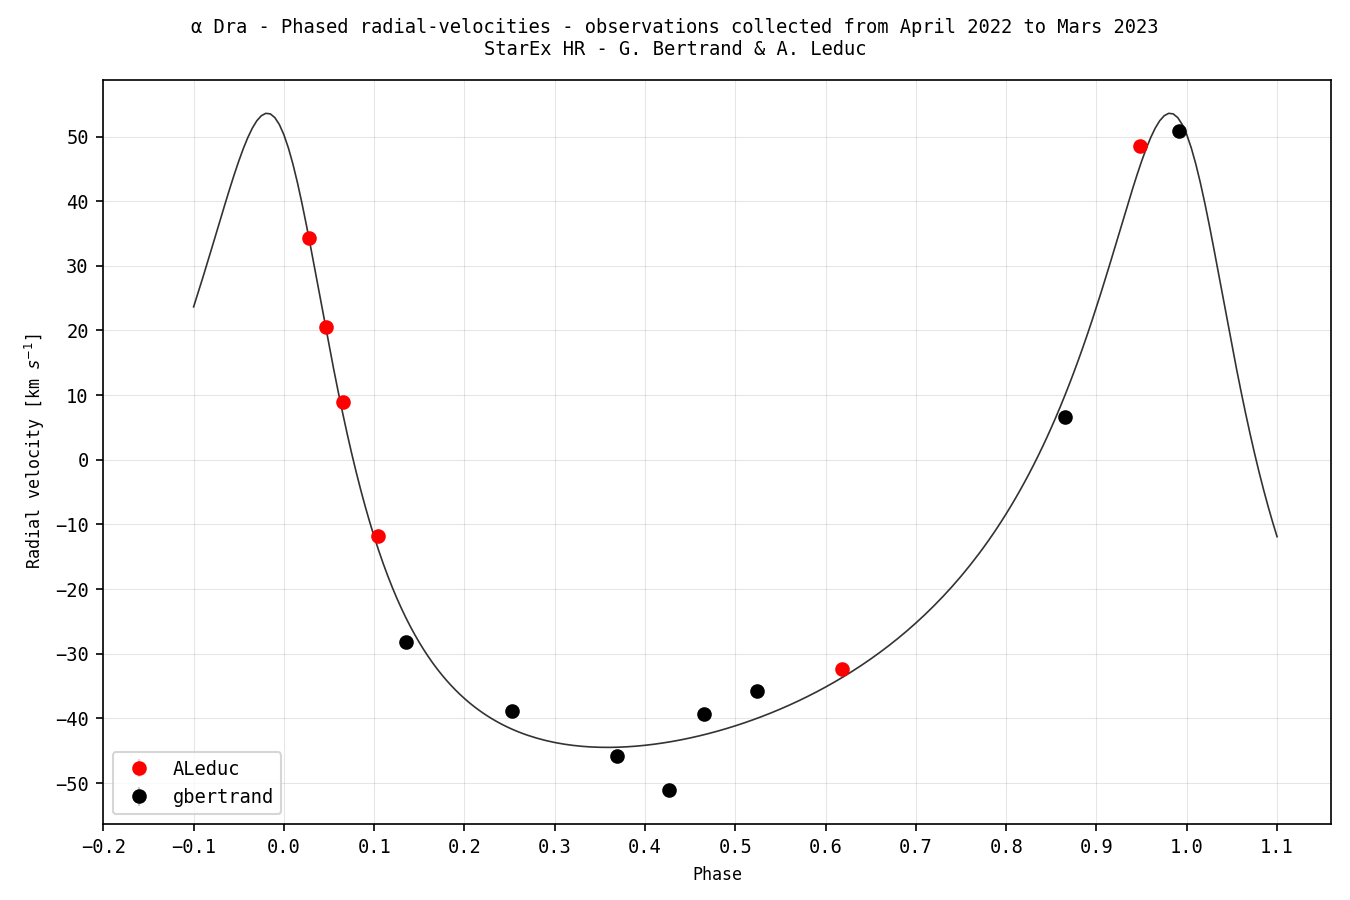 α Dra - Phased radial-velocities - observations collected from April 2022 to Mars 2023
StarEx HR - G. Bertrand & A. Leduc
50
40
30
20
10
0
−10
−20
−30
−40
−50
Radial velocity [km s⁻¹]
ALeduc
gbertrand
−0.2 −0.1 0.0 0.1 0.2 0.3 0.4 0.5 0.6 0.7 0.8 0.9 1.0 1.1
Phase